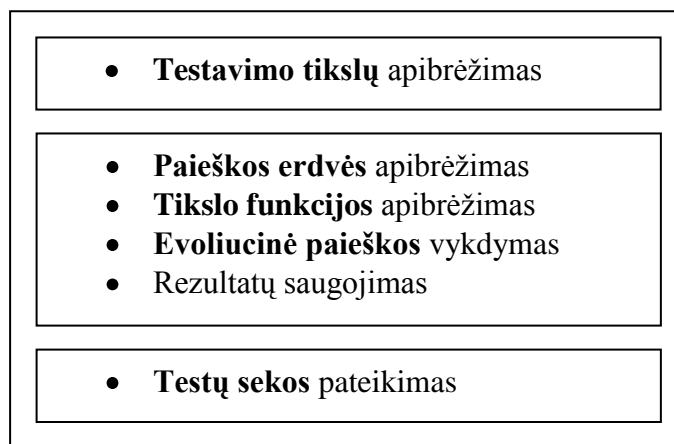 • Testavimo tikslų apibrėžimas
• Paieškos erdvės apibrėžimas
• Tikslo funkcijos apibrėžimas
• Evoliucinė paieškos vykdymas
• Rezultatų saugojimas
• Testų sekos pateikimas